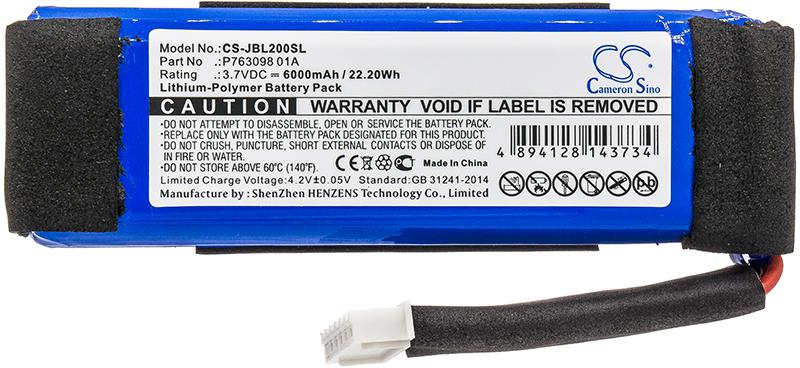 Model No.:CS-JBL200SL
Part No .:P763098 01A
Rating .:3.7VDC ⎓ 6000mAh / 22.20Wh
Lithium-Polymer Battery Pack
CS
Cameron Sino
CAUTION WARRANTY VOID IF LABEL IS REMOVED
•DO NOT ATTEMPT TO DISASSEMBLE, OPEN OR SERVICE BATTERY PACK.
•REPLACE ONLY WITH THE BATTERY PACK DESIGNATED FOR THIS PRODUCT.
•DO NOT CRUSH, PUNCTURE, SHORT EXTERNAL CONTACTS OR DISPOSE OF
IN FIRE OR WATER.
•DO NOT STORE ABOVE 60°C (140°F).
Made In China
Limited Charge Voltage:4.2V±0.05V Standard:GB 31241-2014
Manufacture by : ShenZhen HENZENS Technology Co., Limited.
4 894128 143734